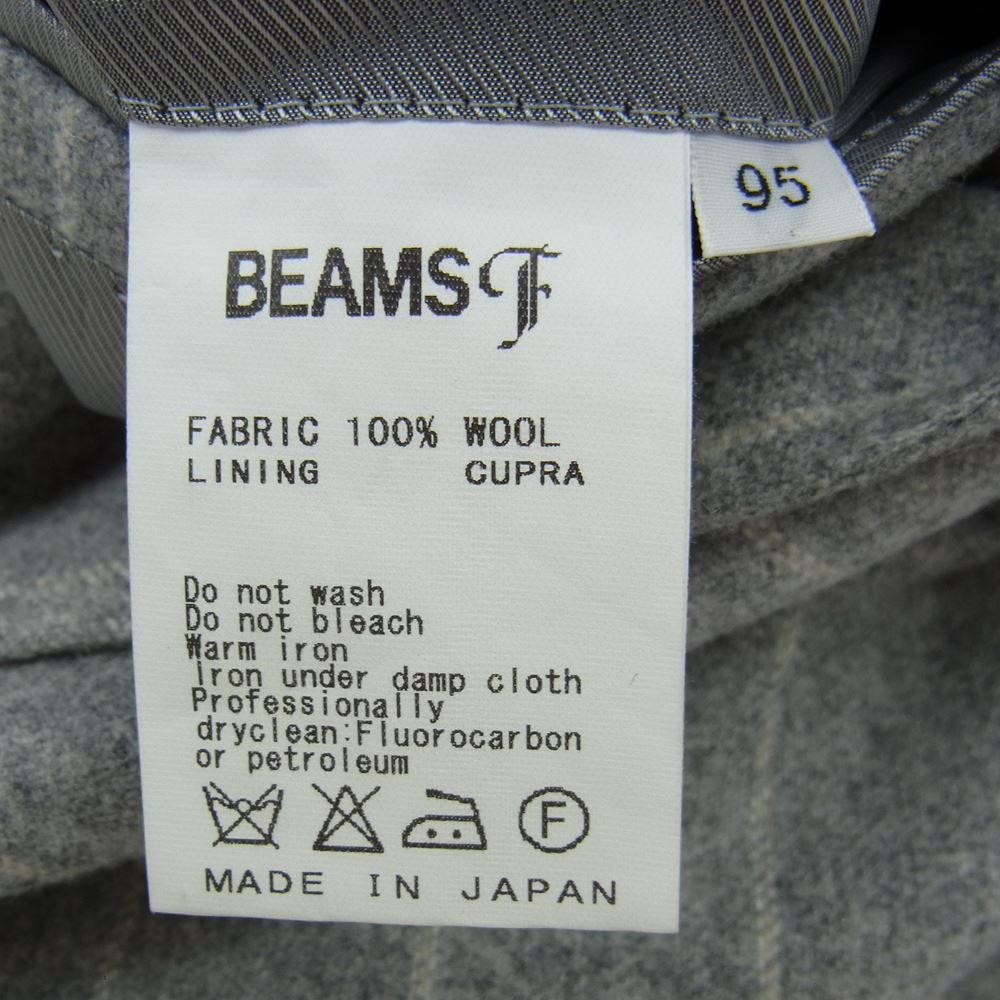 95
BEAMS F
FABRIC 100% WOOL
LINING CUPRA
Do not wash
Do not bleach
Warm iron
Iron under damp cloth
Professionally
dryclean:Fluorocarbon
or petroleum
F
MADE IN JAPAN